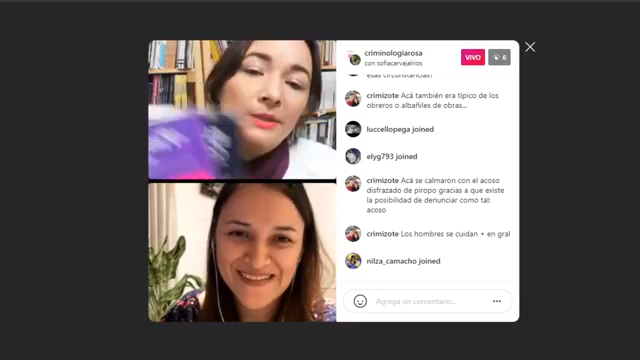 criminologiarosa
con sofiacarvajalrios
VIVO
6
esas circunstancias!
crimizote Acá también era típico de los
obreros o albañiles de obras...
luccellopega joined
elyg793 joined
crimizote Acá se calmaron con el acoso
disfrazado de piropo gracias a que existe
la posibilidad de denunciar como tal:
acoso
crimizote Los hombres se cuidan + en gral
nilza_camacho joined
Agrega un comentario...